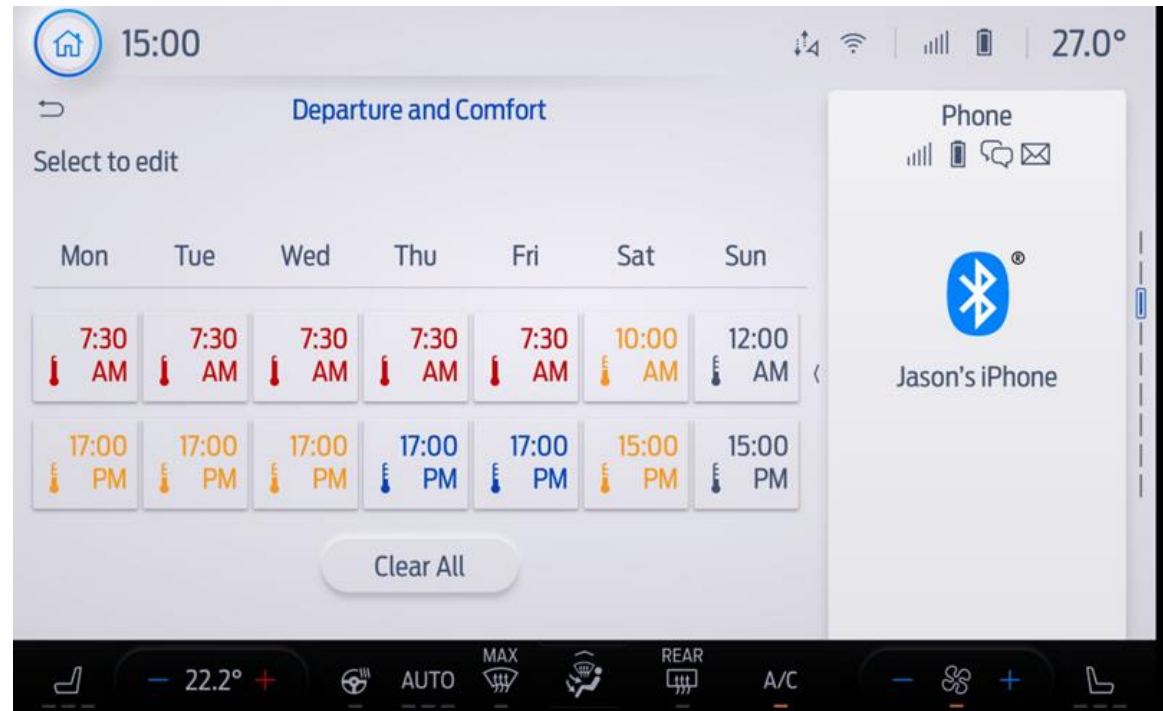 15:00
27.0°
Departure and Comfort
Select to edit
Mon Tue Wed Thu Fri Sat Sun
7:30 AM
7:30 AM
7:30 AM
7:30 AM
7:30 AM
10:00 AM
12:00 AM
17:00 PM
17:00 PM
17:00 PM
17:00 PM
17:00 PM
15:00 PM
15:00 PM
Clear All
Phone
®
Jason's iPhone
22.2°
AUTO
MAX
REAR
A/C